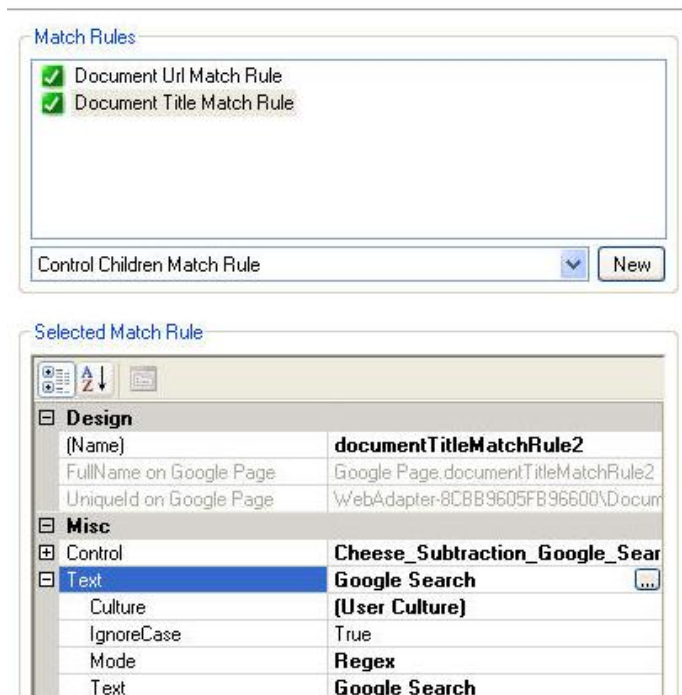 Match Rules
Document Url Match Rule
Document Title Match Rule
Control Children Match Rule
New
Selected Match Rule
Design
(Name) documentTitleMatchRule2
FullName on Google Page Google Page.documentTitleMatchRule2
UniqueId on Google Page WebAdapter-8CBB9605FB96600\Docum
Misc
Control Cheese_Subtraction_Google_Sear
Text Google Search ...
Culture (User Culture)
IgnoreCase True
Mode Regex
Text Google Search